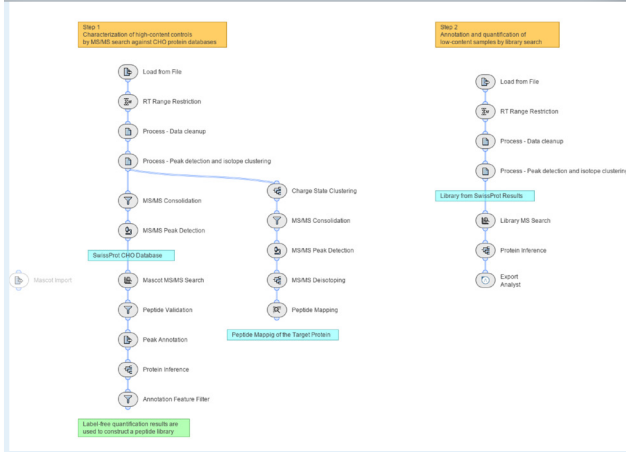 Step 1
Characterization of high-content controls
by MS/MS search against CHO protein databases
Load from File
RT Range Restriction
Process - Data cleanup
Process - Peak detection and isotope clustering
MS/MS Consolidation
MS/MS Peak Detection
SwissProt CHO Database
Mascot Import
Mascot MS/MS Search
Peptide Validation
Peak Annotation
Protein Inference
Annotation Feature Filter
Label-free quantification results are
used to construct a peptide library
Charge State Clustering
MS/MS Consolidation
MS/MS Peak Detection
MS/MS Deisotoping
Peptide Mapping
Peptide Mappig of the Target Protein
Step 2
Annotation and quantification of
low-content samples by library search
Load from File
RT Range Restriction
Process - Data cleanup
Process - Peak detection and isotope clustering
Library from SwissProt Results
Library MS Search
Protein Inference
Export
Analyst